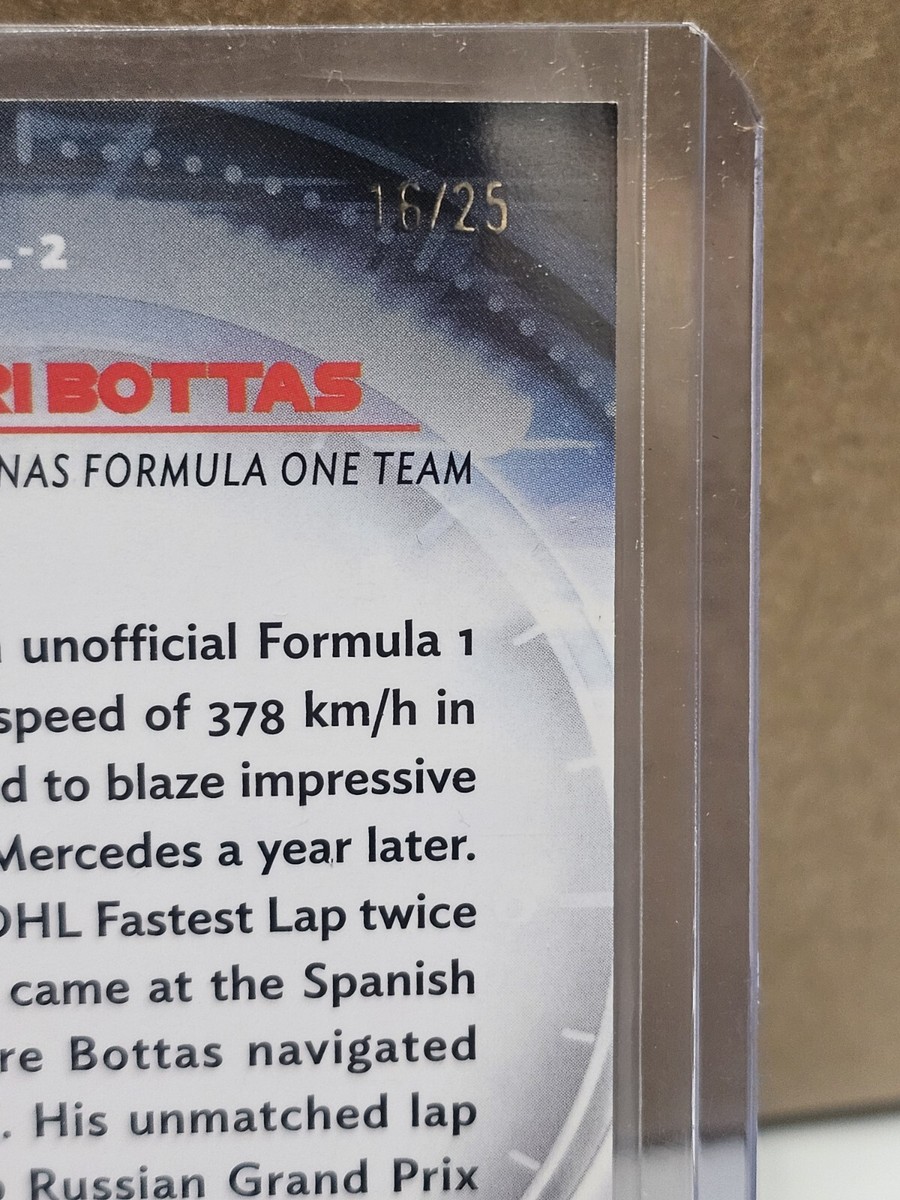 16/25
L-2
RI BOTTAS
NAS FORMULA ONE TEAM
unofficial Formula 1
speed of 378 km/h in
d to blaze impressive
Mercedes a year later.
DHL Fastest Lap twice
came at the Spanish
re Bottas navigated
. His unmatched lap
Russian Grand Prix